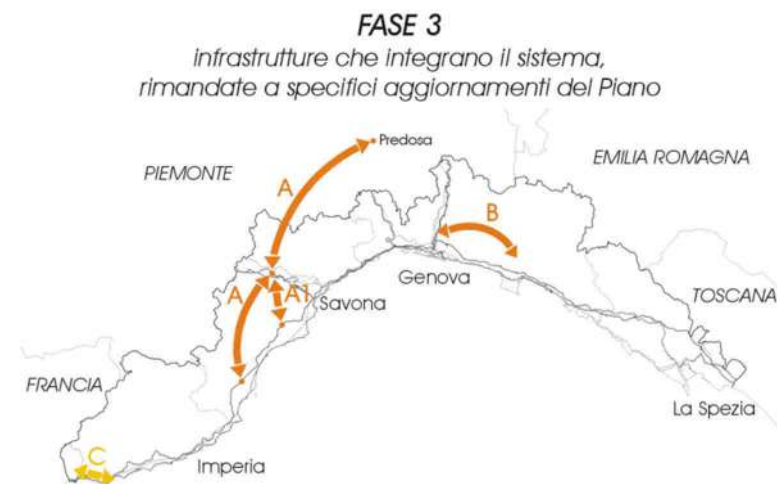 FASE 3
infrastrutture che integrano il sistema,
rimandate a specifici aggiornamenti del Piano
Predosa
EMILIA ROMAGNA
PIEMONTE
A
B
Genova
A
A1
Savona
TOSCANA
FRANCIA
La Spezia
C
Imperia